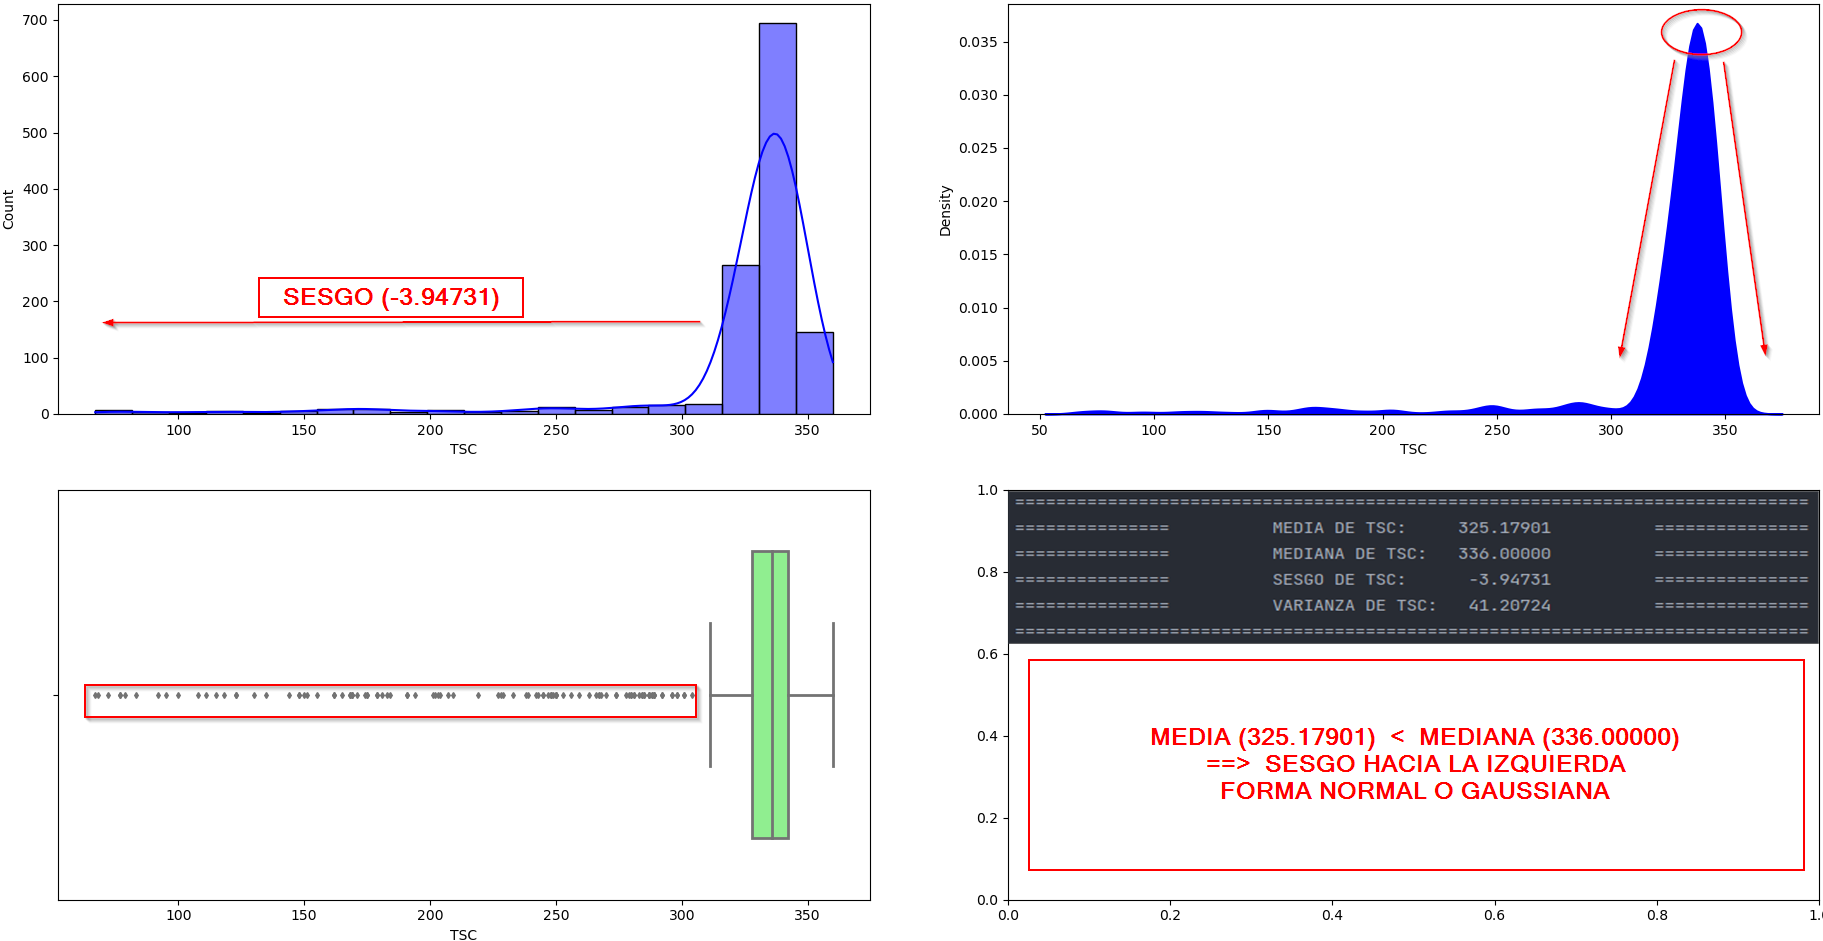 700
600
500
400
300
200
100
0
Count
SESGO (-3.94731)
100 150 200 250 300 350
TSC
0.035
0.030
0.025
0.020
0.015
0.010
0.005
0.000
Density
50 100 150 200 250 300 350
TSC
100 150 200 250 300 350
TSC
1.0
0.8
0.6
0.4
0.2
0.0
=============================================================================
=============== MEDIA DE TSC: 325.17901 ===============
=============== MEDIANA DE TSC: 336.00000 ===============
=============== SESGO DE TSC: -3.94731 ===============
=============== VARIANZA DE TSC: 41.20724 ===============
=============================================================================
MEDIA (325.17901) < MEDIANA (336.00000)
==> SESGO HACIA LA IZQUIERDA
FORMA NORMAL O GAUSSIANA
0.0 0.2 0.4 0.6 0.8 1.